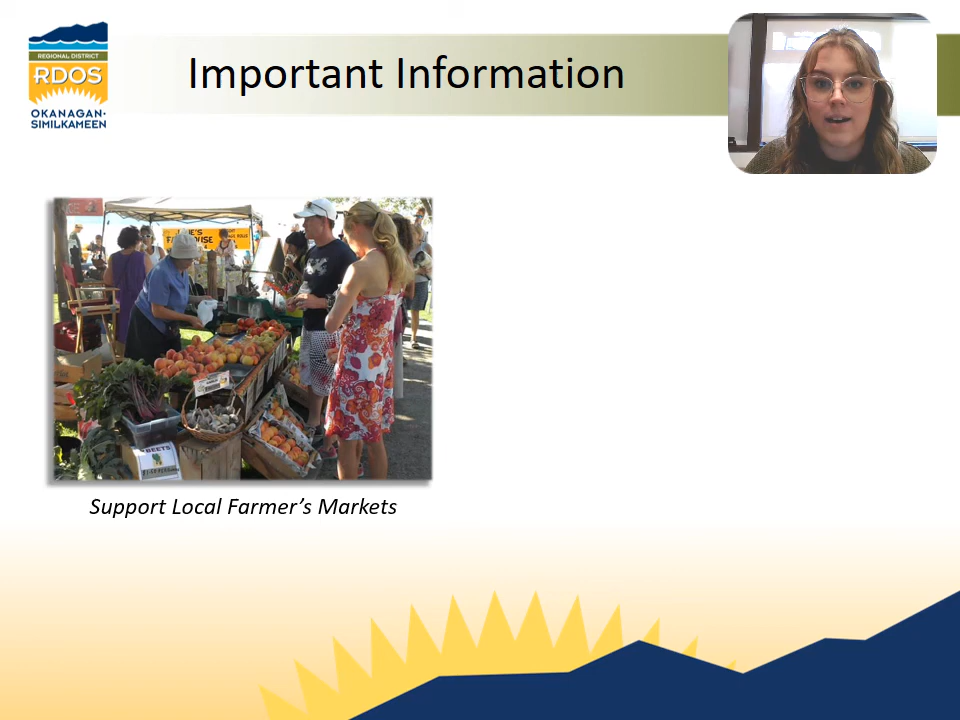 REGIONAL DISTRICT
RDOS
OKANAGAN·
SIMILKAMEEN
Important Information
BEETS
Support Local Farmer's Markets